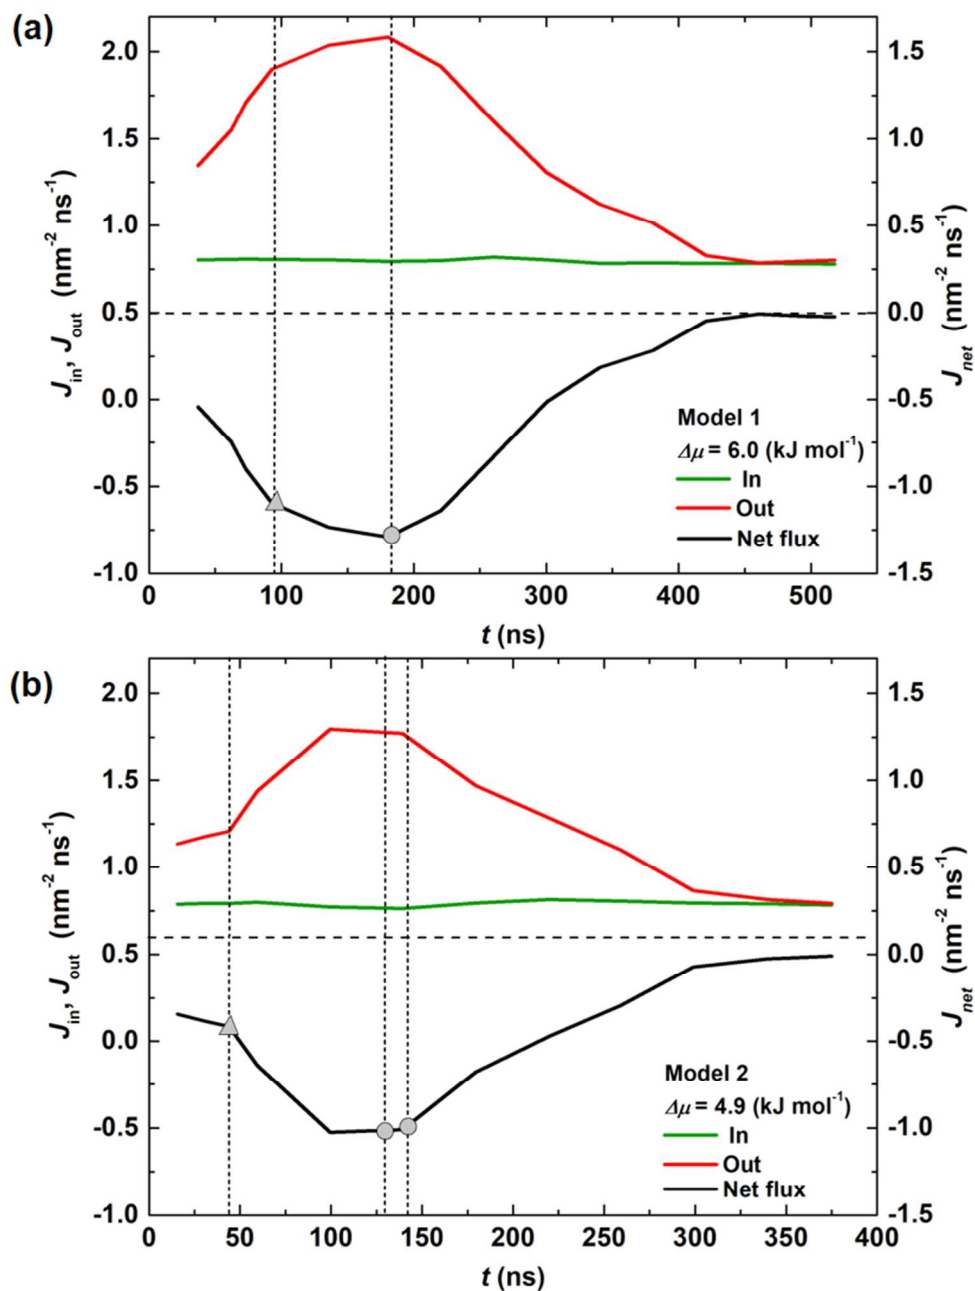 (a)
2.0
1.5
1.0
0.5
0.0
-0.5
-1.0
J_in, J_out (nm^-2 ns^-1)
1.5
1.0
0.5
0.0
-0.5
-1.0
-1.5
J_net (nm^-2 ns^-1)
Model 1
Δμ = 6.0 (kJ mol^-1)
In
Out
Net flux
0 100 200 300 400 500
t (ns)
(b)
2.0
1.5
1.0
0.5
0.0
-0.5
-1.0
J_in, J_out (nm^-2 ns^-1)
1.5
1.0
0.5
0.0
-0.5
-1.0
-1.5
J_net (nm^-2 ns^-1)
Model 2
Δμ = 4.9 (kJ mol^-1)
In
Out
Net flux
0 50 100 150 200 250 300 350 400
t (ns)